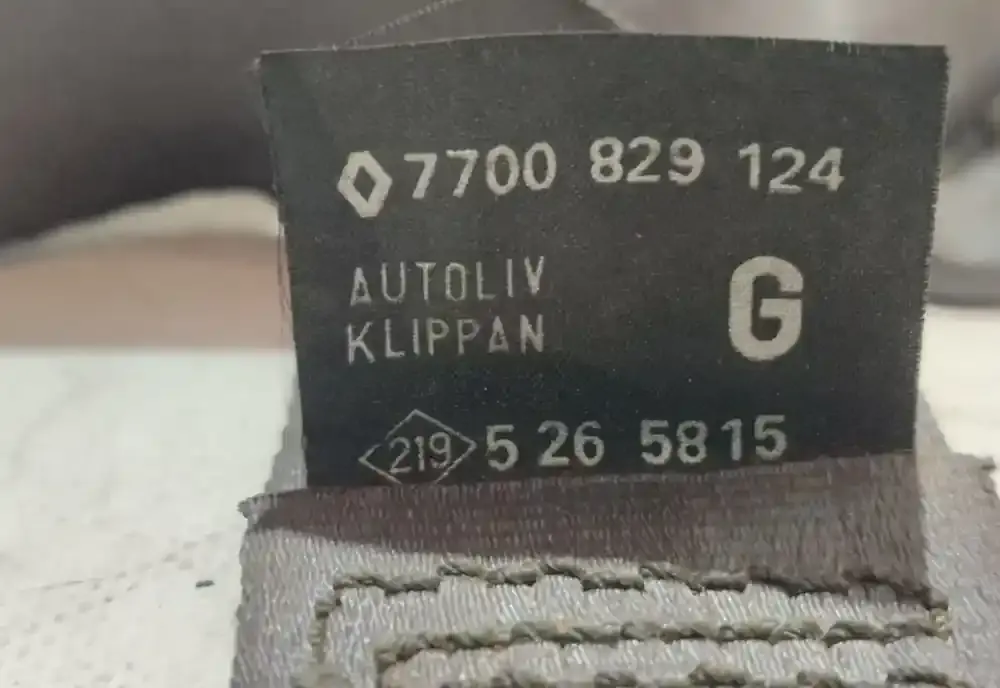 7700 829 124
AUTOLIV
KLIPPAN
G
219 5 26 5815